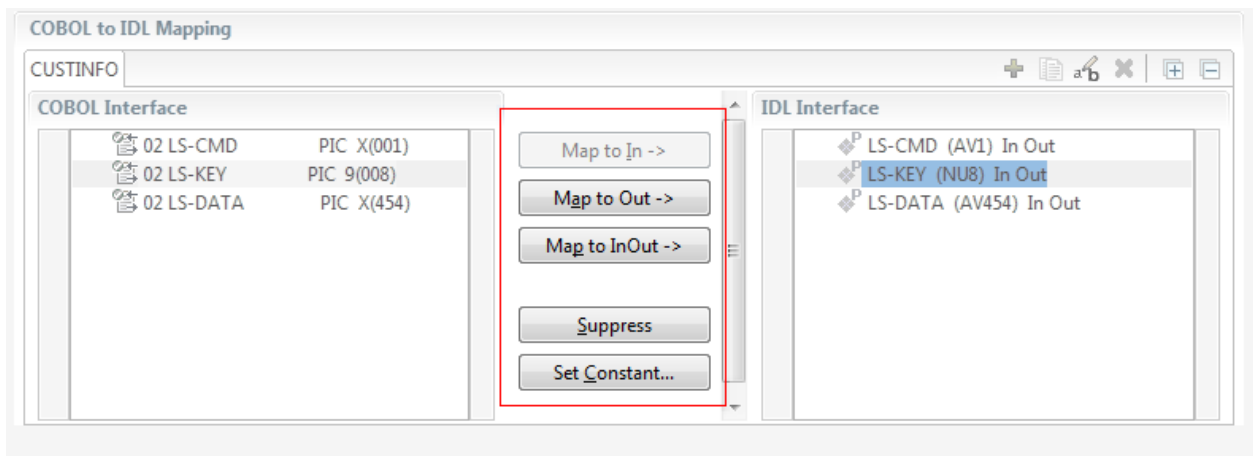 COBOL to IDL Mapping
CUSTINFO
COBOL Interface
02 LS-CMD PIC X(001)
02 LS-KEY PIC 9(008)
02 LS-DATA PIC X(454)
Map to In ->
Map to Out ->
Map to InOut ->
Suppress
Set Constant...
IDL Interface
LS-CMD (AV1) In Out
LS-KEY (NU8) In Out
LS-DATA (AV454) In Out